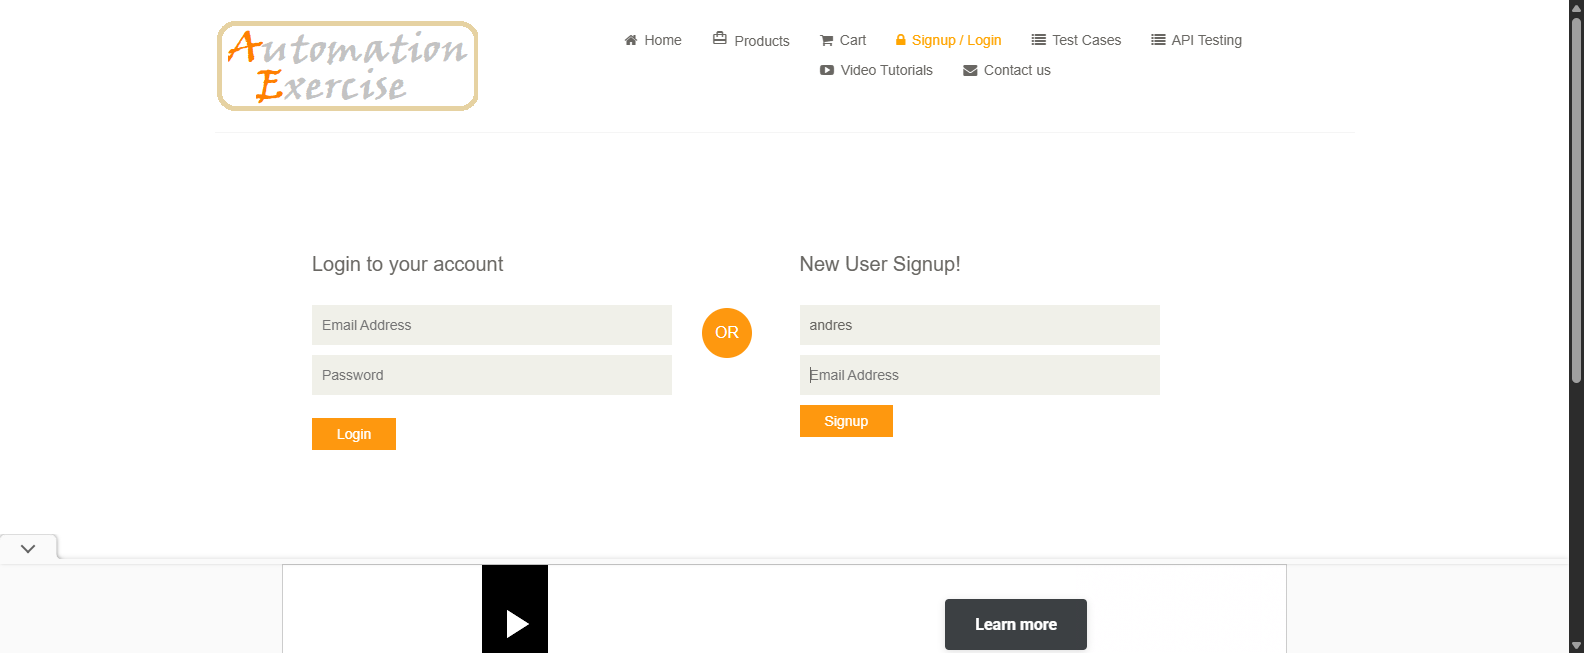 Automation
Exercise
Home Products Cart Signup / Login Test Cases API Testing
Video Tutorials Contact us
Login to your account
Email Address
Password
Login
OR
New User Signup!
andres
Email Address
Signup
Learn more